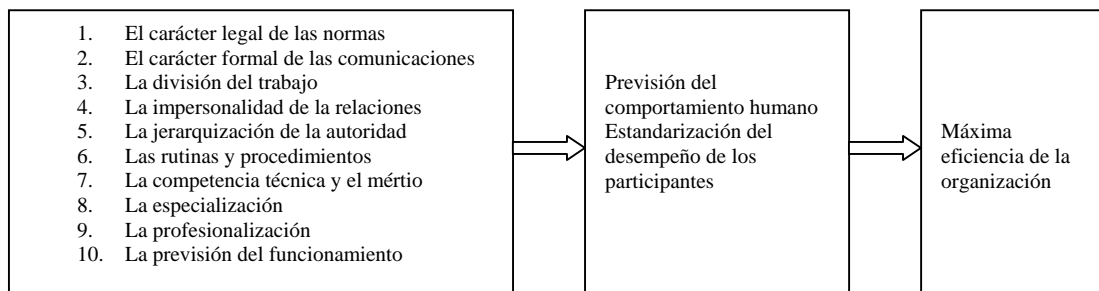 1. El carácter legal de las normas
2. El carácter formal de las comunicaciones
3. La división del trabajo
4. La impersonalidad de la relaciones
5. La jerarquización de la autoridad
6. Las rutinas y procedimientos
7. La competencia técnica y el mértio
8. La especialización
9. La profesionalización
10. La previsión del funcionamiento
Previsión del
comportamiento humano
Estandarización del
desempeño de los
participantes
Máxima
eficiencia de la
organización